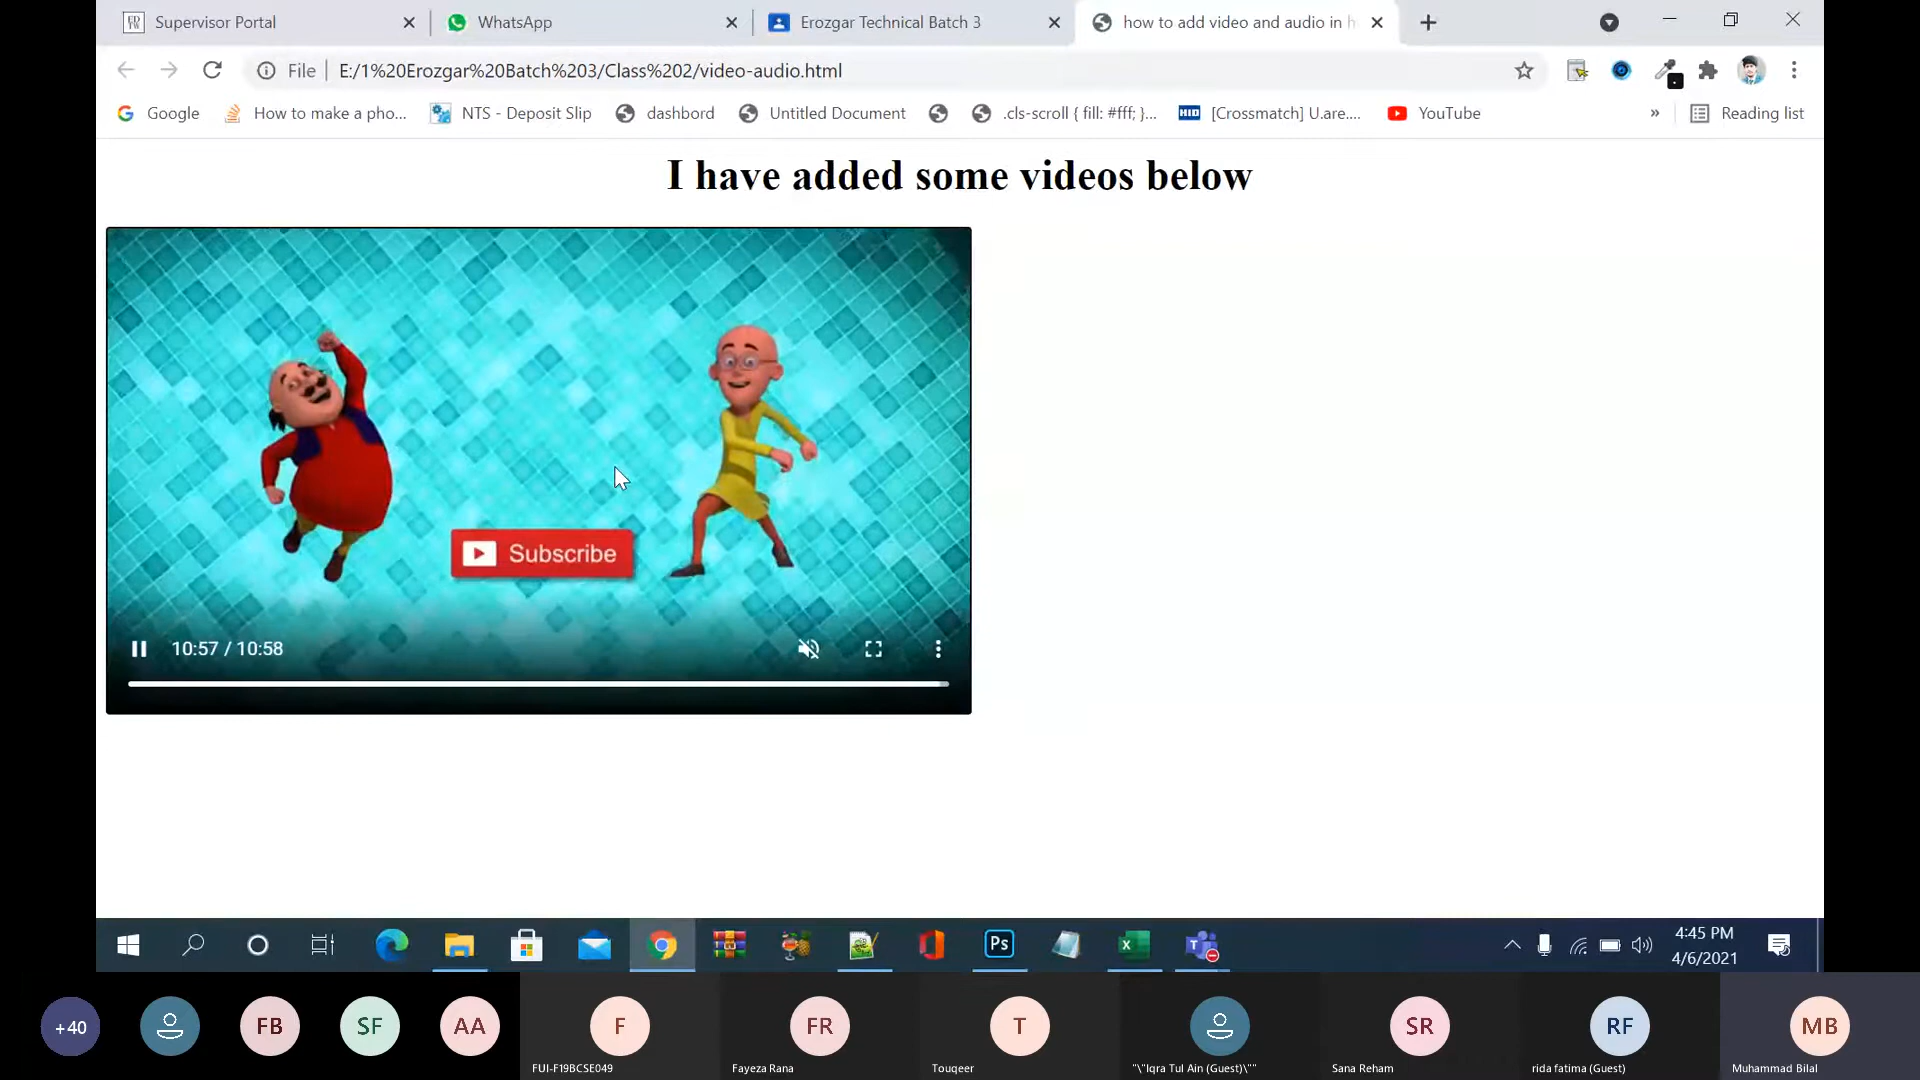 Supervisor Portal
WhatsApp
Erozgar Technical Batch 3
how to add video and audio in h
File
E:/1%20Erozgar%20Batch%203/Class%202/video-audio.html
Google
How to make a pho...
NTS - Deposit Slip
dashbord
Untitled Document
.cls-scroll { fill: #fff; }...
HID
[Crossmatch] U.are....
YouTube
»
Reading list
I have added some videos below
Subscribe
10:57 / 10:58
Ps
4:45 PM
4/6/2021
+40
FB
SF
AA
F
FR
T
SR
RF
MB
FUI-F19BCSE049
Fayeza Rana
Touqeer
"\"Iqra Tul Ain (Guest)\""
Sana Reham
rida fatima (Guest)
Muhammad Bilal